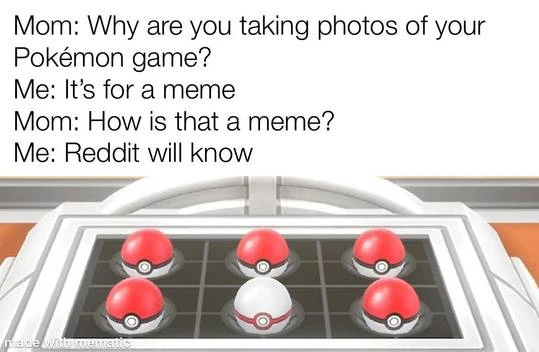 Mom: Why are you taking photos of your
Pokémon game?
Me: It's for a meme
Mom: How is that a meme?
Me: Reddit will know
made with mematic